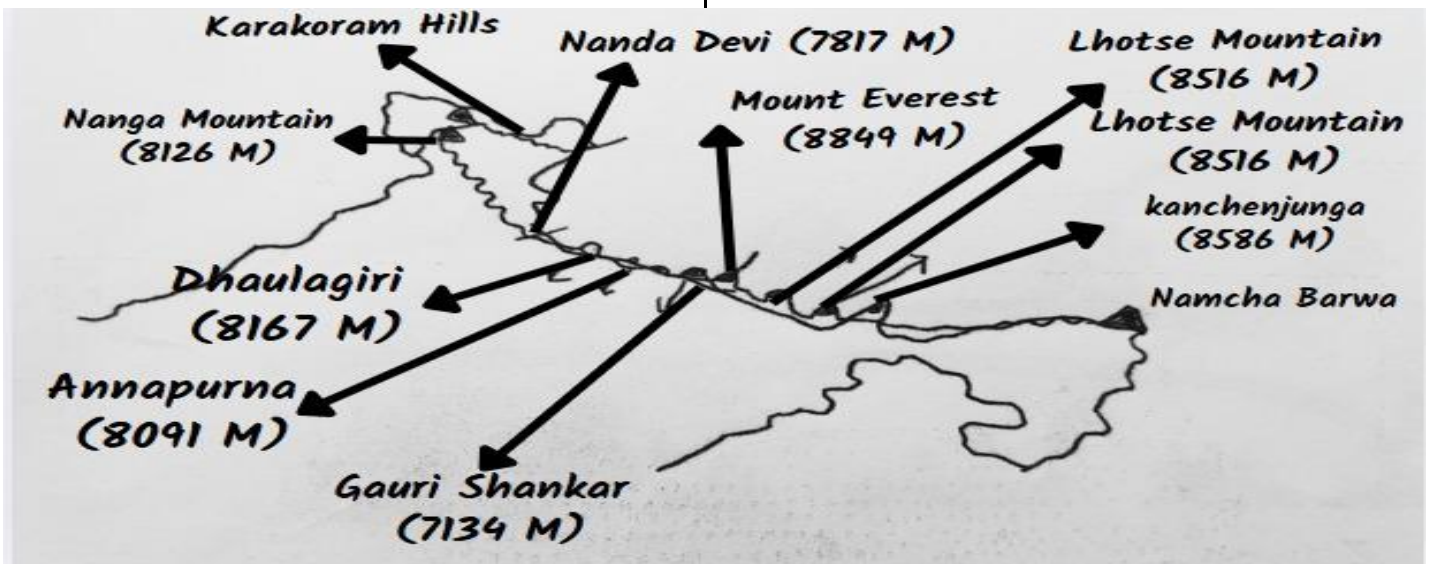 Karakoram Hills
Nanda Devi (7817 M)
Lhotse Mountain
(8516 M)
Nanga Mountain
(8126 M)
Mount Everest
(8849 M)
Lhotse Mountain
(8516 M)
kanchenjunga
(8586 M)
Namcha Barwa
Dhaulagiri
(8167 M)
Annapurna
(8091 M)
Gauri Shankar
(7134 M)